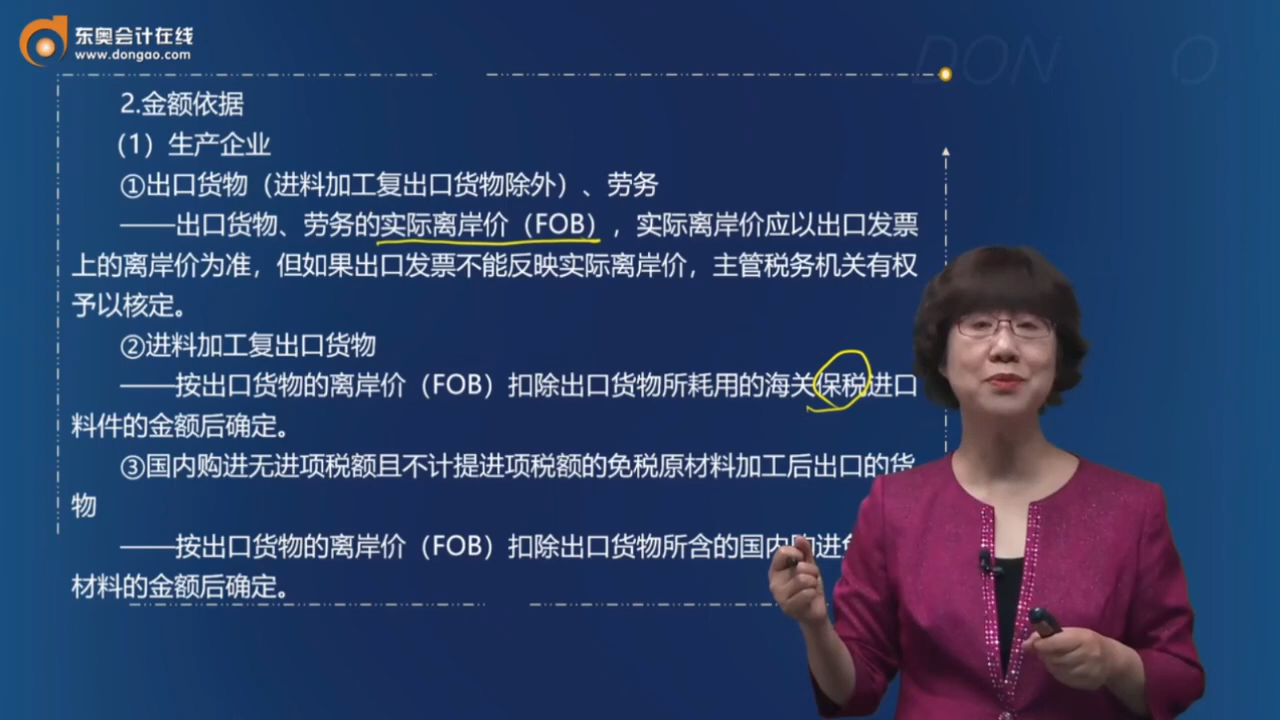 东奥会计在线
www.dongao.com
DON O
2.金额依据
（1）生产企业
①出口货物（进料加工复出口货物除外）、劳务
——出口货物、劳务的实际离岸价（FOB），实际离岸价应以出口发票
上的离岸价为准，但如果出口发票不能反映实际离岸价，主管税务机关有权
予以核定。
②进料加工复出口货物
——按出口货物的离岸价（FOB）扣除出口货物所耗用的海关保税进口
料件的金额后确定。
③国内购进无进项税额且不计提进项税额的免税原材料加工后出口的货
物
——按出口货物的离岸价（FOB）扣除出口货物所含的国内购进
材料的金额后确定。